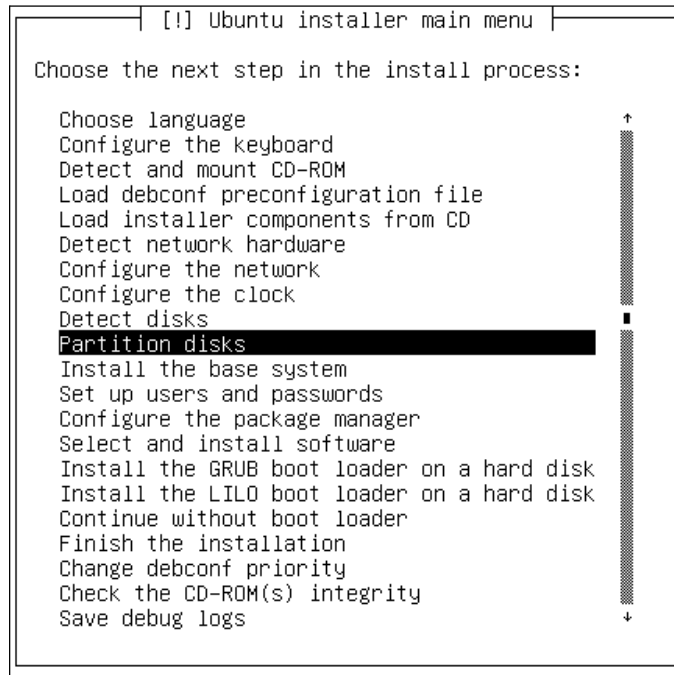 [!] Ubuntu installer main menu
Choose the next step in the install process:
Choose language
Configure the keyboard
Detect and mount CD-ROM
Load debconf preconfiguration file
Load installer components from CD
Detect network hardware
Configure the network
Configure the clock
Detect disks
Partition disks
Install the base system
Set up users and passwords
Configure the package manager
Select and install software
Install the GRUB boot loader on a hard disk
Install the LILO boot loader on a hard disk
Continue without boot loader
Finish the installation
Change debconf priority
Check the CD-ROM(s) integrity
Save debug logs